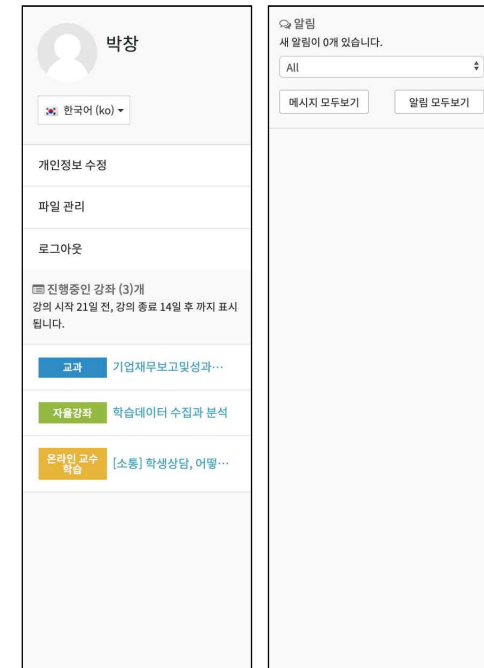 박창
한국어 (ko)
개인정보 수정
파일 관리
로그아웃
진행중인 강좌 (3)개
강의 시작 21일 전, 강의 종료 14일 후 까지 표시
됩니다.
교과 기업재무보고및성과…
자율강좌 학습데이터 수집과 분석
온라인 교수
학습 [소통] 학생상담, 어떻…
알림
새 알림이 0개 있습니다.
All
메시지 모두보기 알림 모두보기